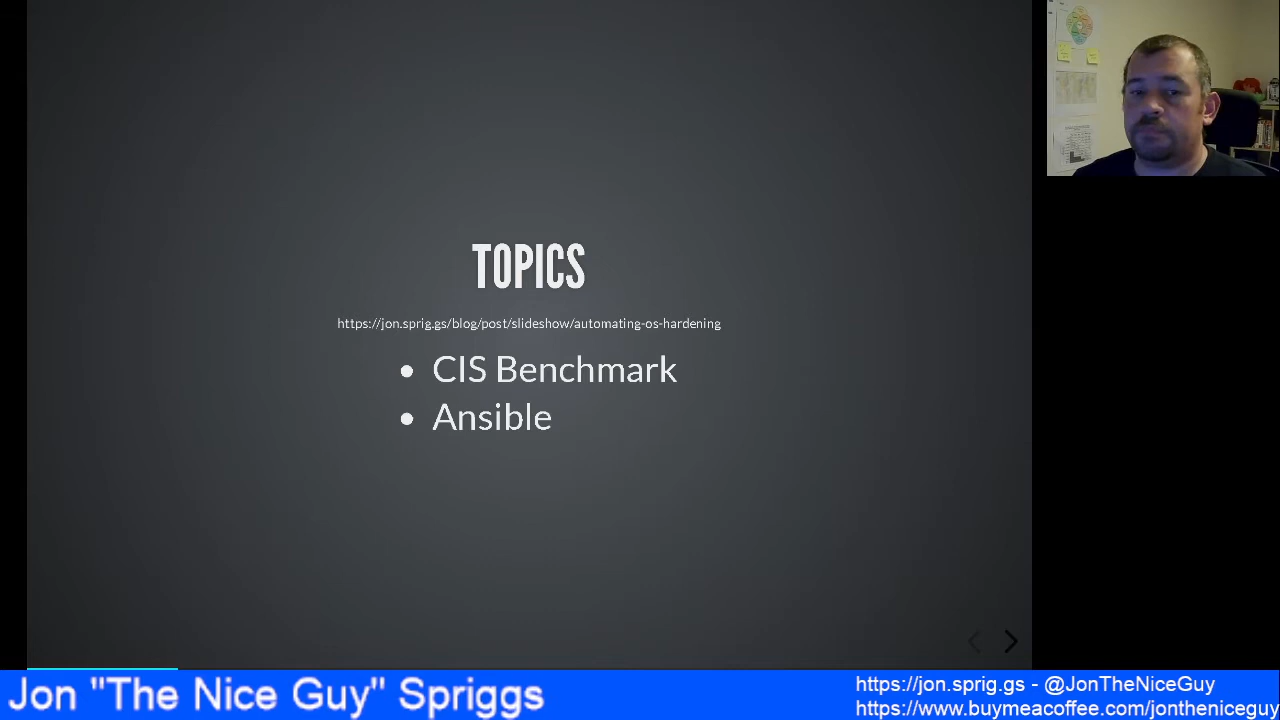 TOPICS
https://jon.sprig.gs/blog/post/slideshow/automating-os-hardening
• CIS Benchmark
• Ansible
Jon "The Nice Guy" Spriggs
https://jon.sprig.gs - @JonTheNiceGuy
https://www.buymeacoffee.com/jontheniceguy